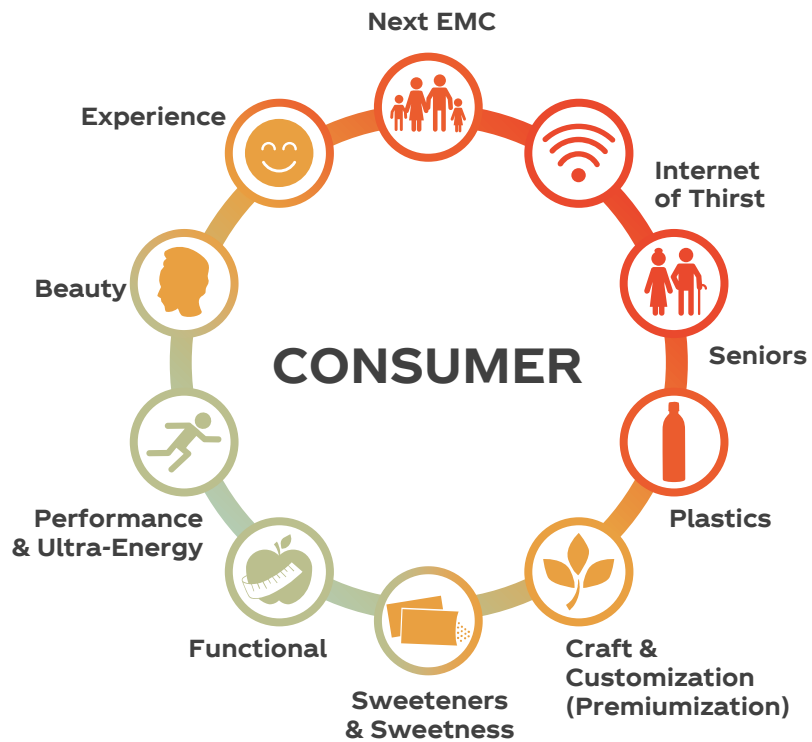 Next EMC
Experience
Internet
of Thirst
Beauty
CONSUMER
Seniors
Performance
& Ultra-Energy
Plastics
Functional
Craft &
Customization
(Premiumization)
Sweeteners
& Sweetness